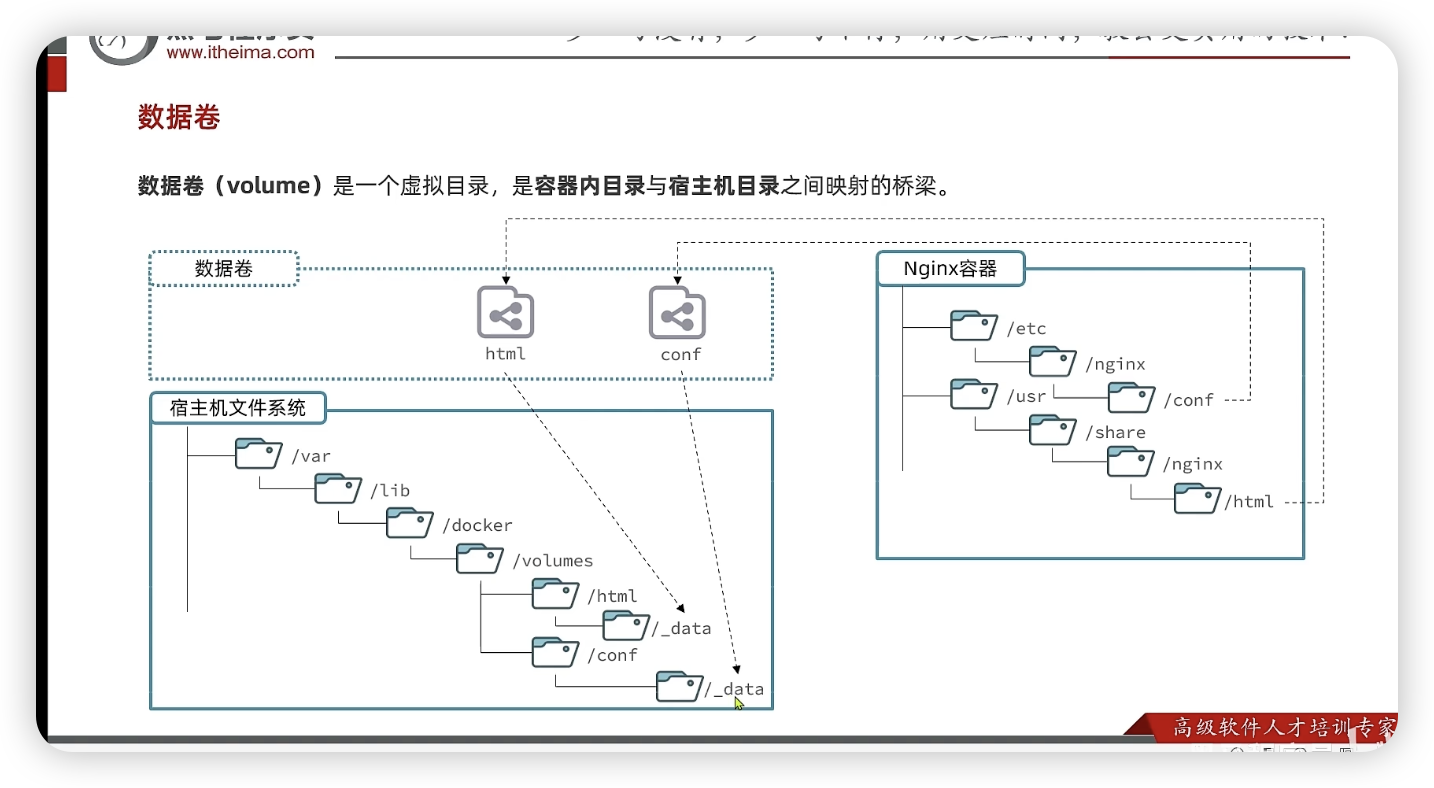 www.itheima.com
数据卷
数据卷（volume）是一个虚拟目录，是容器内目录与宿主机目录之间映射的桥梁。
数据卷
html
conf
宿主机文件系统
/var
/lib
/docker
/volumes
/html
/_data
/conf
/_data
Nginx容器
/etc
/nginx
/conf
/usr
/share
/nginx
/html
高级软件人才培训专家